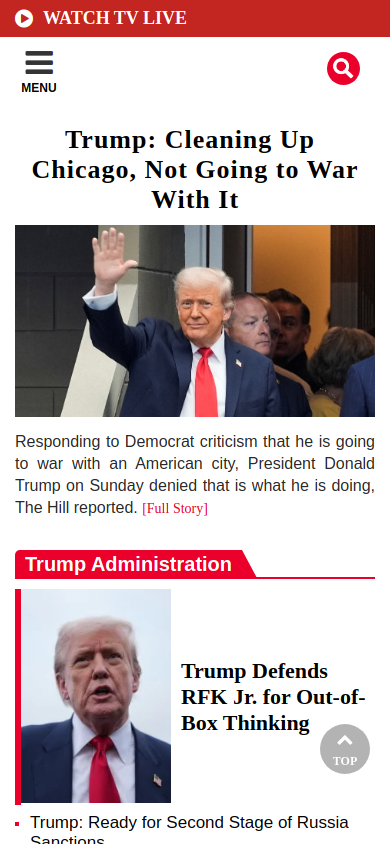 WATCH TV LIVE
MENU
Trump: Cleaning Up
Chicago, Not Going to War
With It
Responding to Democrat criticism that he is going
to war with an American city, President Donald
Trump on Sunday denied that is what he is doing,
The Hill reported. [Full Story]
Trump Administration
Trump Defends
RFK Jr. for Out-of-
Box Thinking
TOP
Trump: Ready for Second Stage of Russia
Sanctions